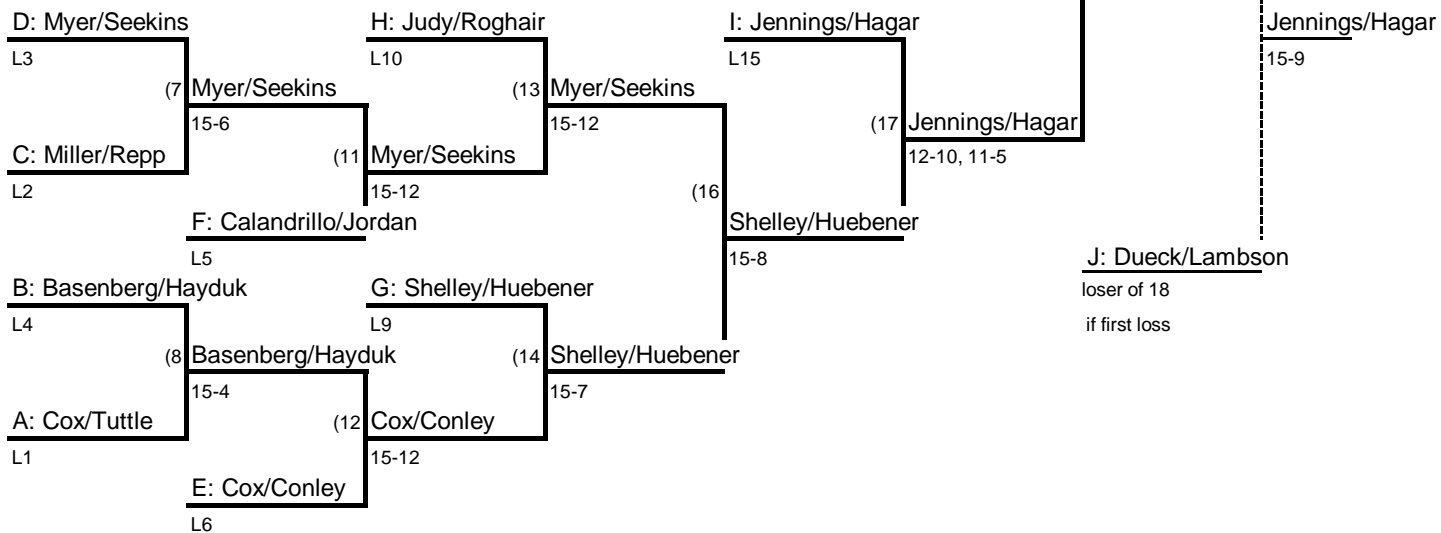 D: Myer/Seekins
H: Judy/Roghair
I: Jennings/Hagar
Jennings/Hagar
L3
L10
L15
15-9
(7 Myer/Seekins
(13 Myer/Seekins
15-6
15-12
(17 Jennings/Hagar
C: Miller/Repp
(11 Myer/Seekins
12-10, 11-5
L2
15-12
(16
F: Calandrillo/Jordan
Shelley/Huebener
L5
15-8
J: Dueck/Lambson
B: Basenberg/Hayduk
G: Shelley/Huebener
loser of 18
L4
L9
if first loss
(8 Basenberg/Hayduk
(14 Shelley/Huebener
15-4
15-7
A: Cox/Tuttle
(12 Cox/Conley
L1
15-12
E: Cox/Conley
L6